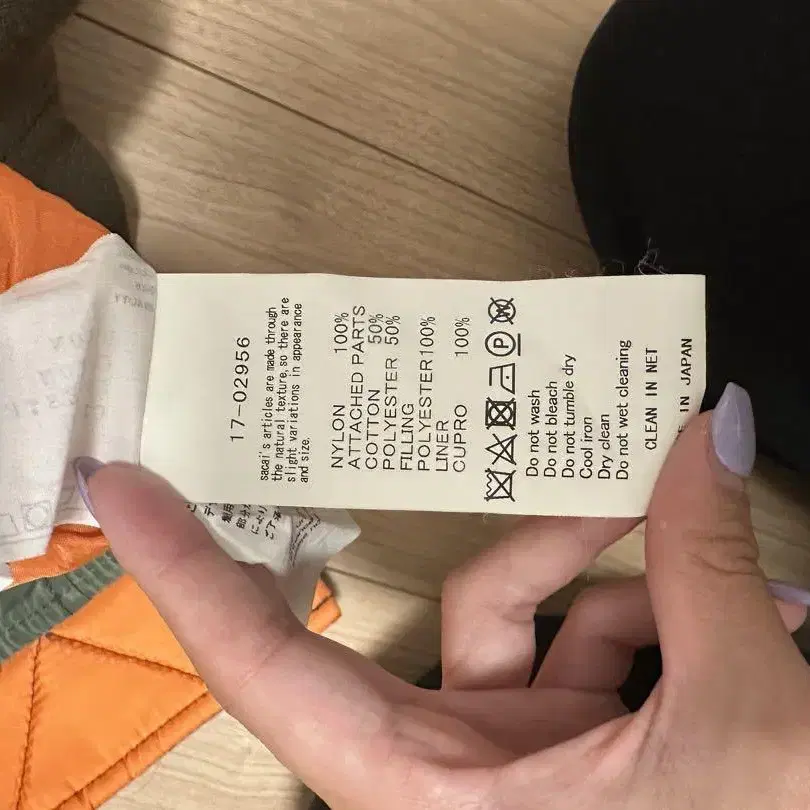 17-02956
sacai's articles are made through
the natural texture, so there are
slight variations in appearance
and size.
NYLON 100%
ATTACHED PARTS
COTTON 50%
POLYESTER 50%
FILLING
POLYESTER100%
LINER
CUPRO 100%
P
Do not wash
Do not bleach
Do not tumble dry
Cool iron
Dry clean
Do not wet cleaning
CLEAN IN NET
IN JAPAN